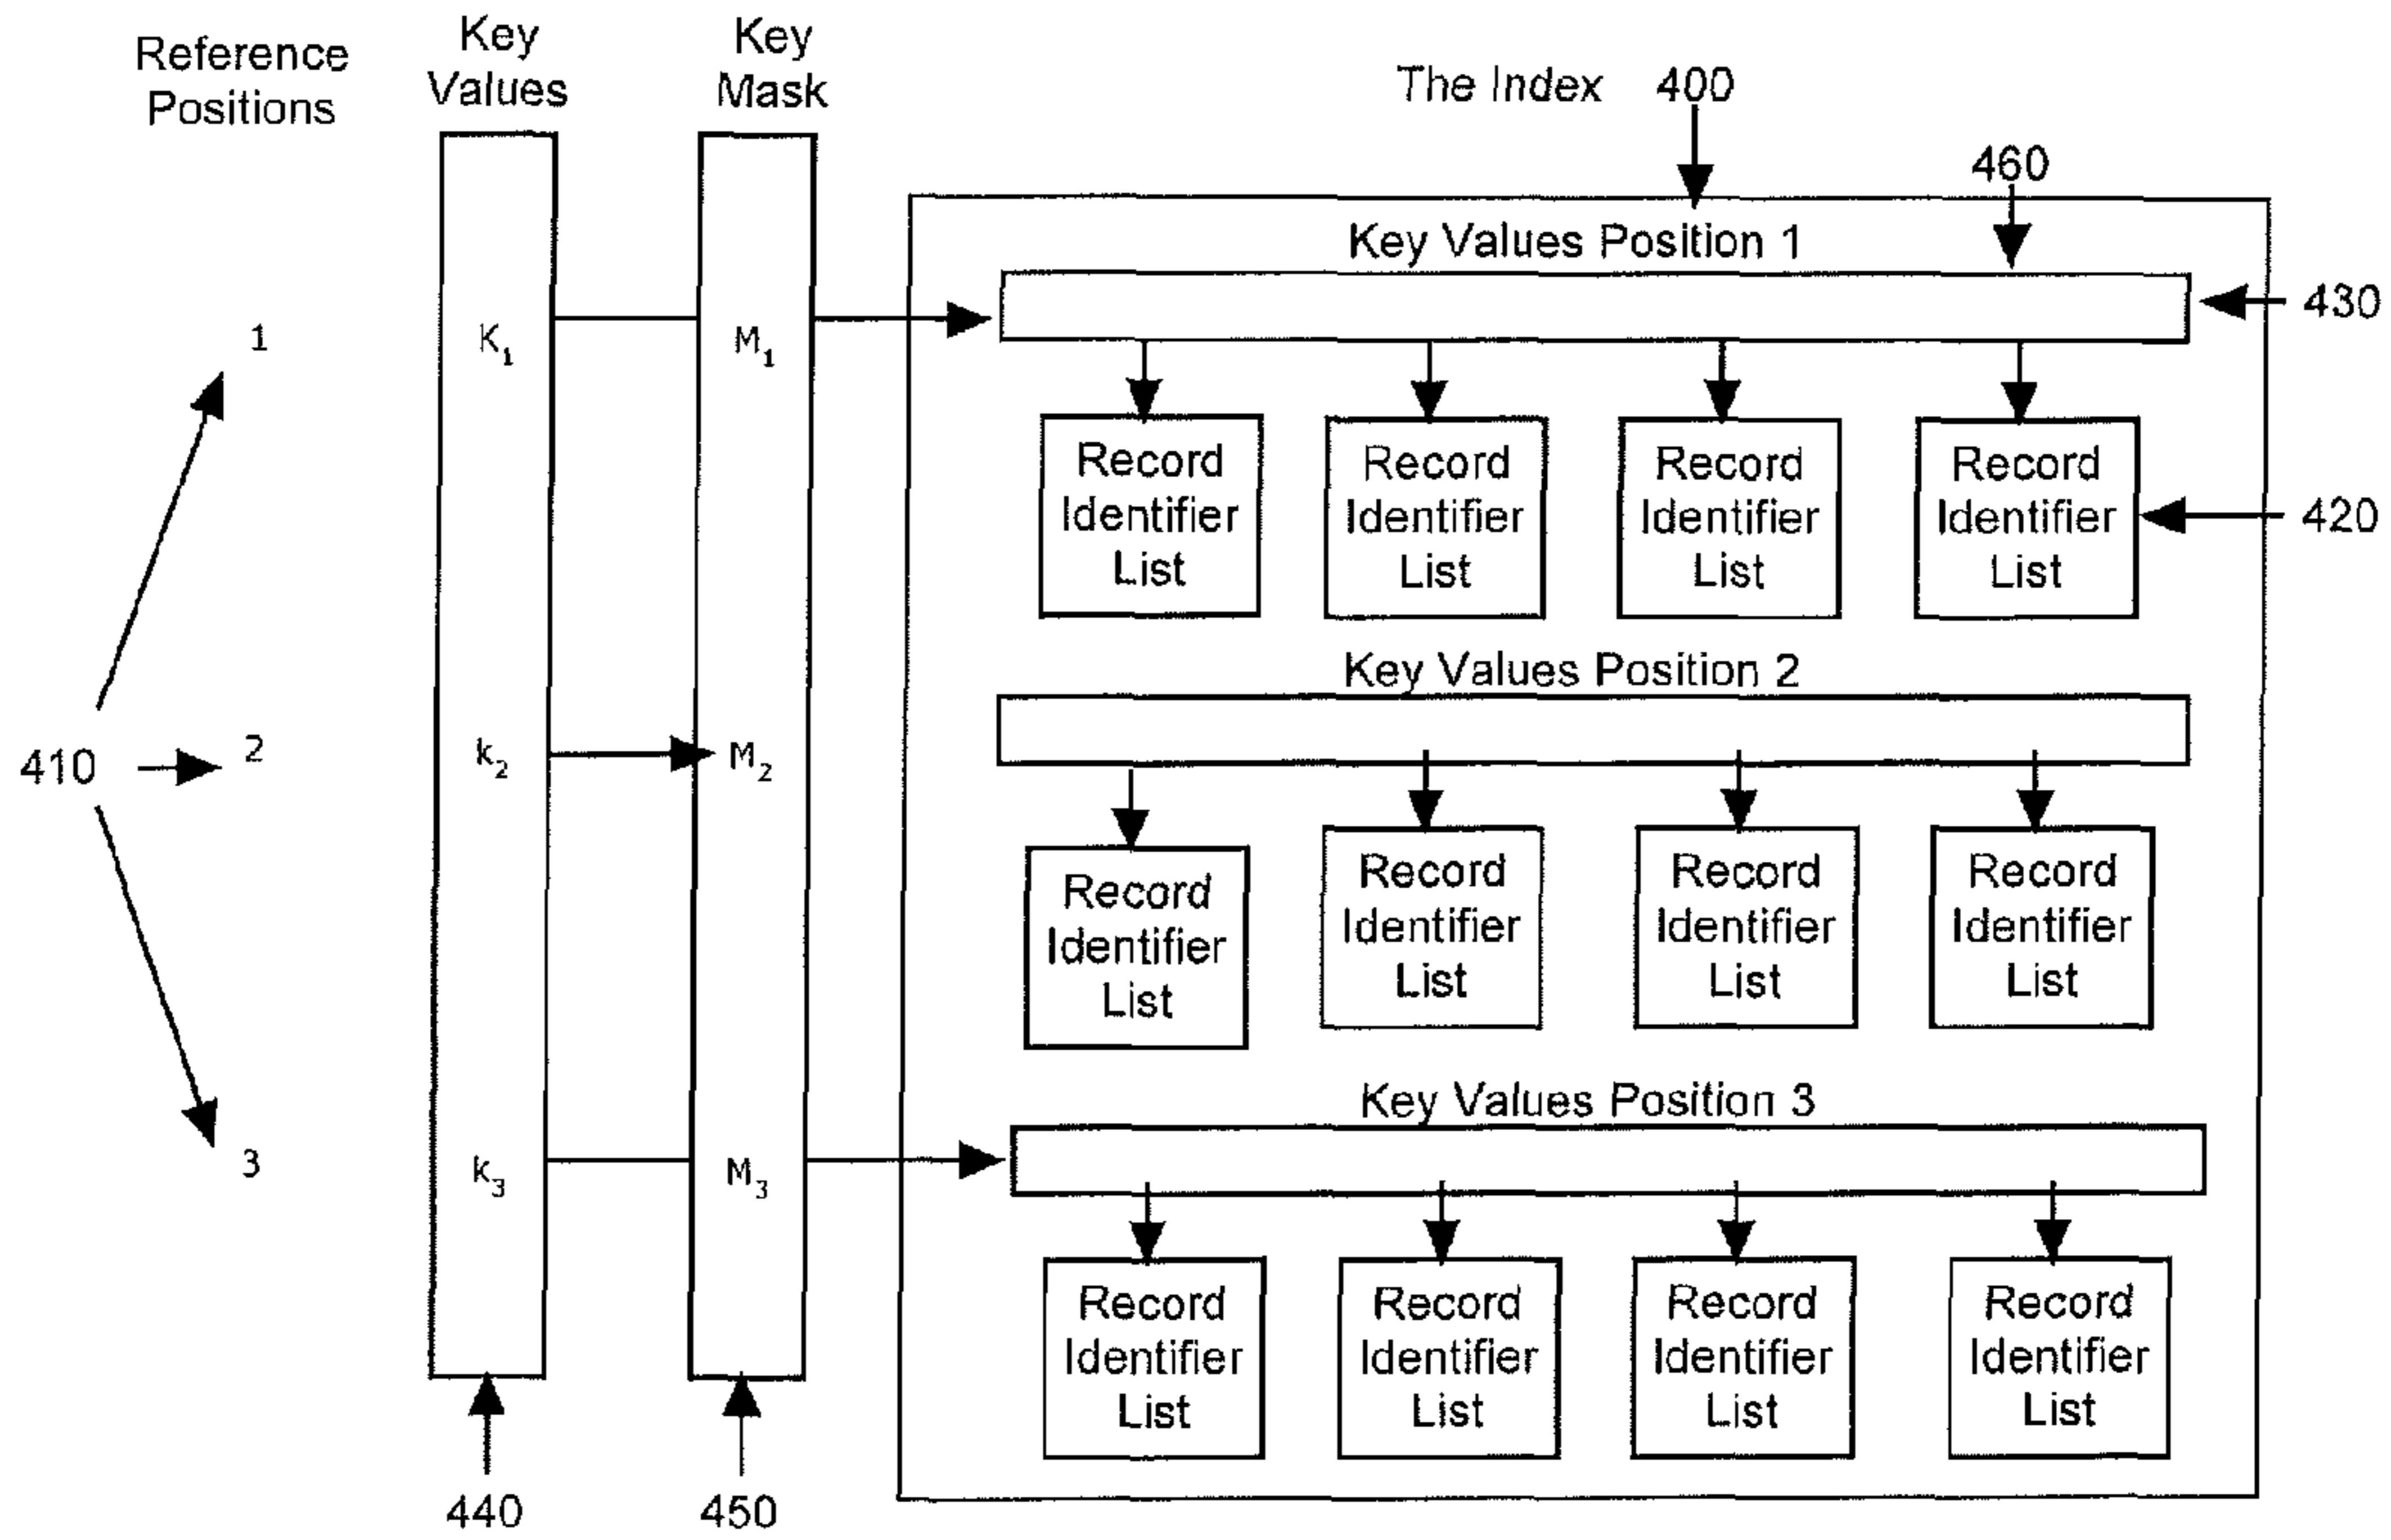 Reference
Positions
Key
Values
Key
Mask
The Index 400
460
Key Values Position 1
430
1
K₁
M₁
Record
Identifier
List
Record
Identifier
List
Record
Identifier
List
Record
Identifier
List
420
Key Values Position 2
410
2
k₂
M₂
Record
Identifier
List
Record
Identifier
List
Record
Identifier
List
Record
Identifier
List
Key Values Position 3
3
k₃
M₃
Record
Identifier
List
Record
Identifier
List
Record
Identifier
List
Record
Identifier
List
440
450